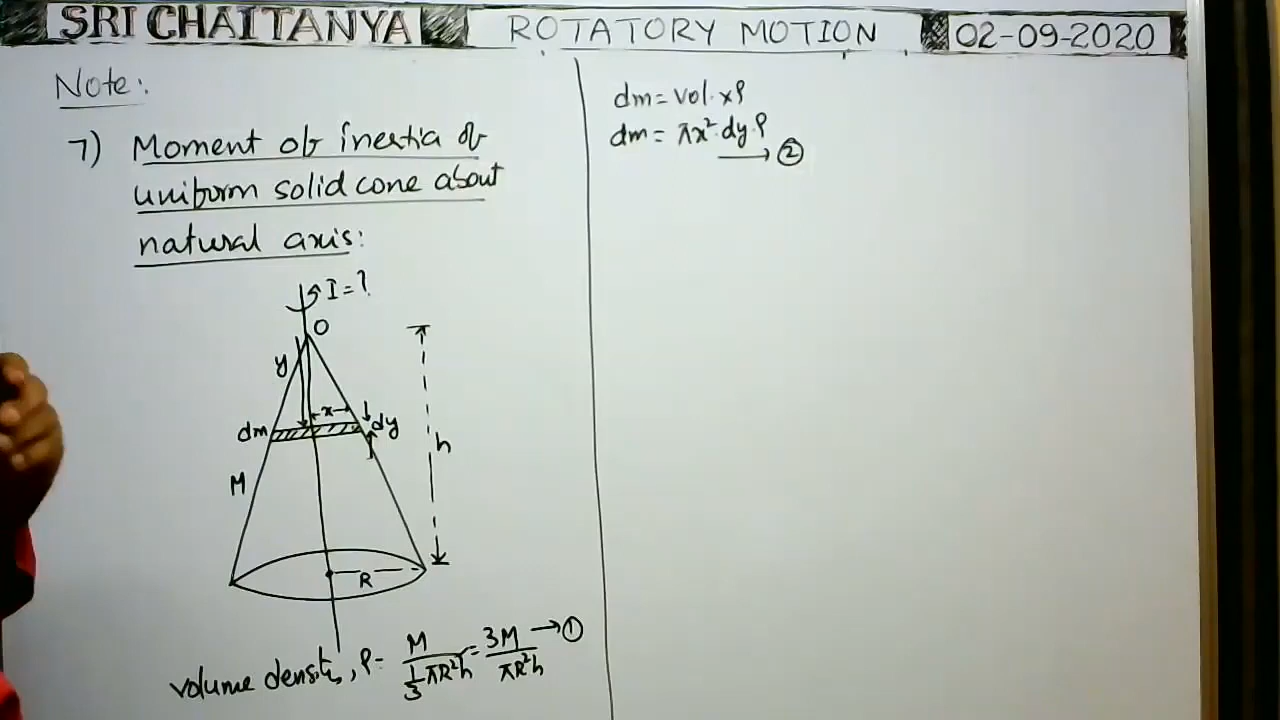 SRI CHAITANYA
ROTATORY MOTION
02-09-2020
Note:
7) Moment of inertia of
uniform solid cone about
natural axis:
I=?
O
y
x
dm
dy
h
M
R
volume density, ρ= M/(1/3 πR²h) = 3M/(πR²h) → ①
dm = vol. × ρ
dm = πx². dy. ρ
→ ②